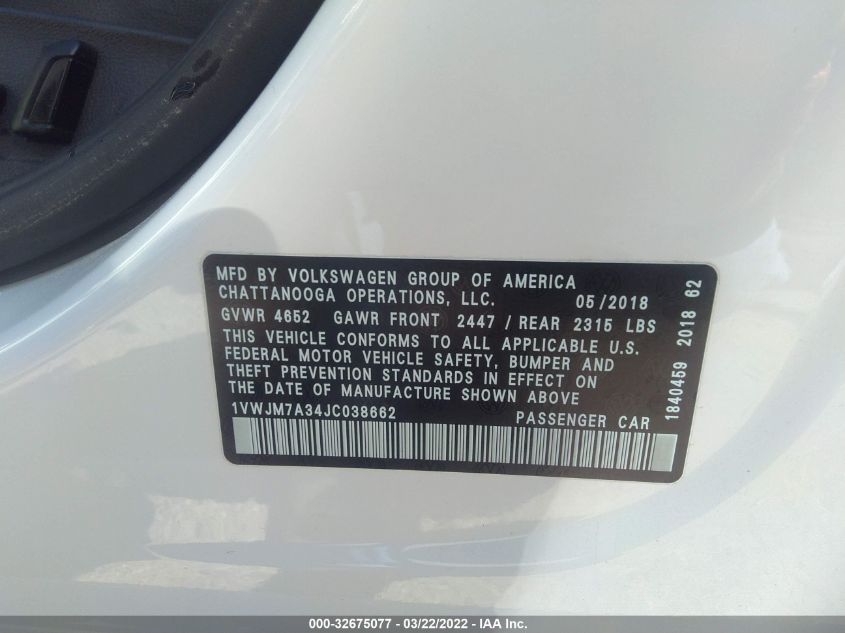 MFD BY VOLKSWAGEN GROUP OF AMERICA
CHATTANOOGA OPERATIONS, LLC. 05/2018
GVWR 4652 GAWR FRONT 2447 / REAR 2315 LBS
THIS VEHICLE CONFORMS TO ALL APPLICABLE U.S.
FEDERAL MOTOR VEHICLE SAFETY, BUMPER AND
THEFT PREVENTION STANDARDS IN EFFECT ON
THE DATE OF MANUFACTURE SHOWN ABOVE
1VWJM7A34JC038662 PASSENGER CAR
1840459 2018 62
000-32675077 - 03/22/2022 - IAA Inc.